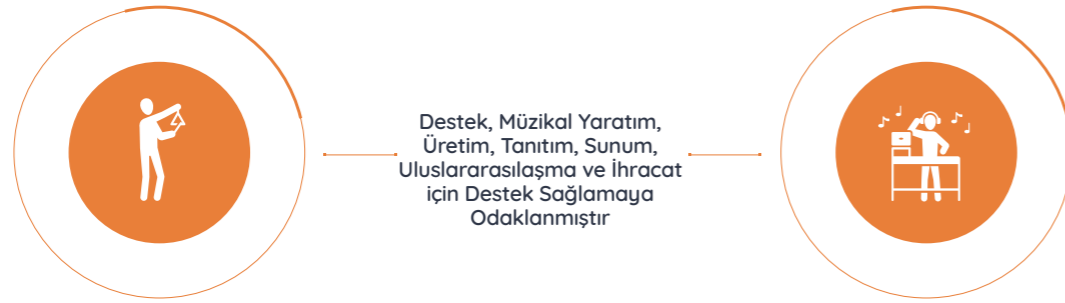 Destek, Müzikal Yaratım,
Üretim, Tanıtım, Sunum,
Uluslararasılaşma ve İhracat
için Destek Sağlamaya
Odaklanmıştır